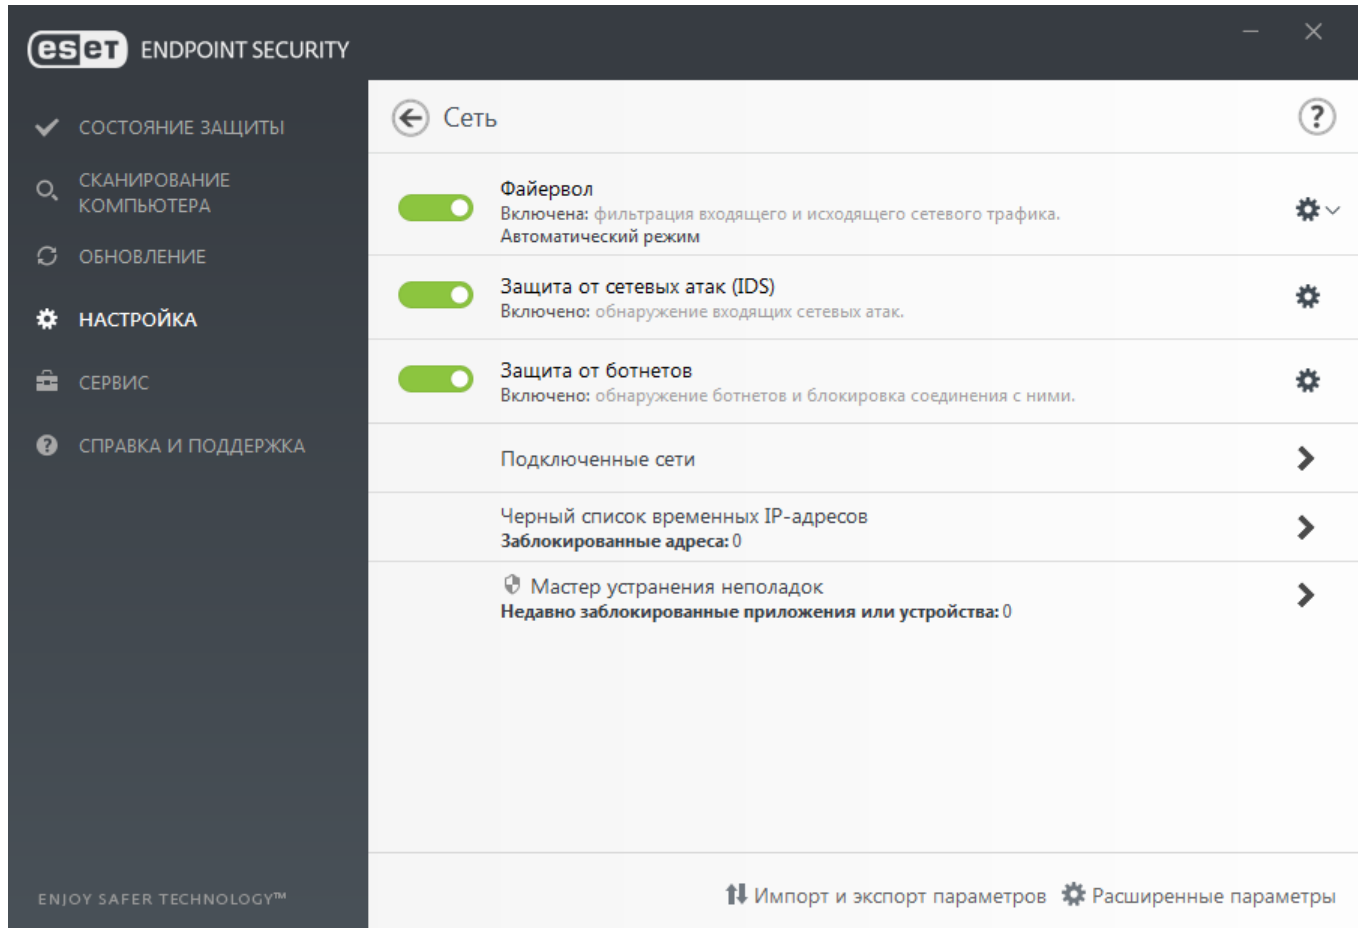 eset ENDPOINT SECURITY
СОСТОЯНИЕ ЗАЩИТЫ
СКАНИРОВАНИЕ
КОМПЬЮТЕРА
ОБНОВЛЕНИЕ
НАСТРОЙКА
СЕРВИС
СПРАВКА И ПОДДЕРЖКА
ENJOY SAFER TECHNOLOGY™
Сеть
Файервол
Включена: фильтрация входящего и исходящего сетевого трафика.
Автоматический режим
Защита от сетевых атак (IDS)
Включено: обнаружение входящих сетевых атак.
Защита от ботнетов
Включено: обнаружение ботнетов и блокировка соединения с ними.
Подключенные сети
Черный список временных IP-адресов
Заблокированные адреса: 0
Мастер устранения неполадок
Недавно заблокированные приложения или устройства: 0
Импорт и экспорт параметров Расширенные параметры